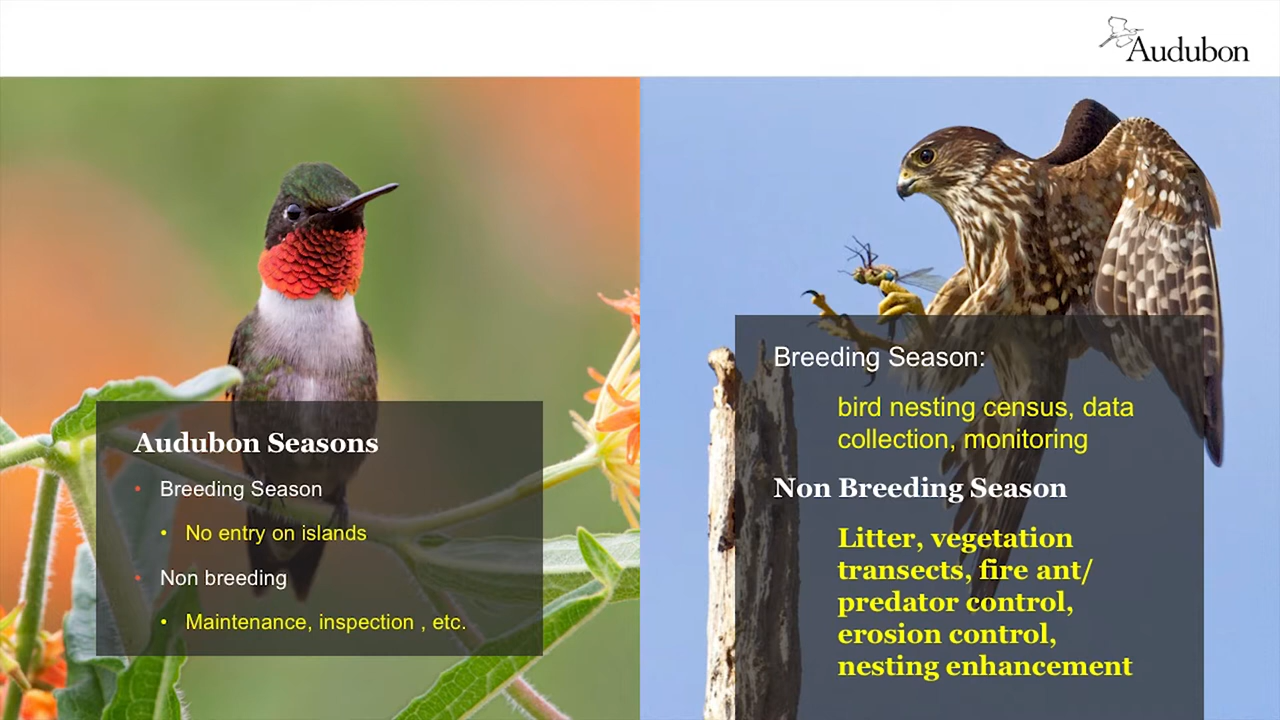 Audubon
Audubon Seasons
• Breeding Season
• No entry on islands
• Non breeding
• Maintenance, inspection , etc.
Breeding Season:
bird nesting census, data
collection, monitoring
Non Breeding Season
Litter, vegetation
transects, fire ant/
predator control,
erosion control,
nesting enhancement